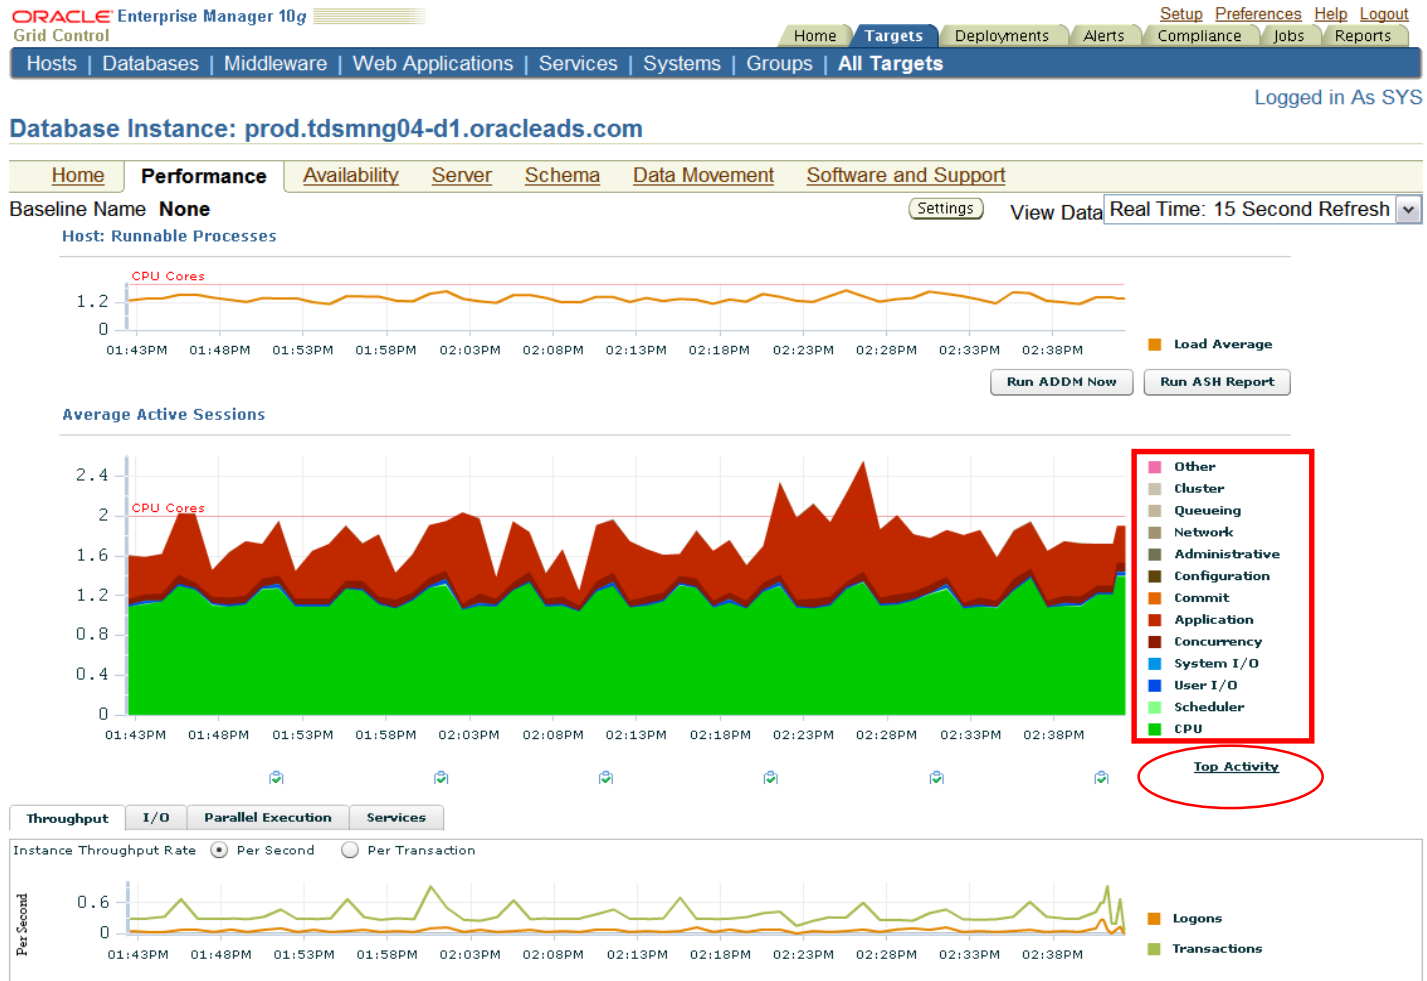 ORACLE Enterprise Manager 10g
Grid Control
Setup Preferences Help Logout
Home Targets Deployments Alerts Compliance Jobs Reports
Hosts | Databases | Middleware | Web Applications | Services | Systems | Groups | All Targets
Logged in As SYS
Database Instance: prod.tdsmng04-d1.oracleads.com
Home Performance Availability Server Schema Data Movement Software and Support
Baseline Name None
Settings View Data Real Time: 15 Second Refresh
Host: Runnable Processes
CPU Cores
1.2
0
01:43PM 01:48PM 01:53PM 01:58PM 02:03PM 02:08PM 02:13PM 02:18PM 02:23PM 02:28PM 02:33PM 02:38PM
Load Average
Run ADDM Now Run ASH Report
Average Active Sessions
2.4
CPU Cores
2
1.6
1.2
0.8
0.4
0
01:43PM 01:48PM 01:53PM 01:58PM 02:03PM 02:08PM 02:13PM 02:18PM 02:23PM 02:28PM 02:33PM 02:38PM
Other
Cluster
Queueing
Network
Administrative
Configuration
Commit
Application
Concurrency
System I/O
User I/O
Scheduler
CPU
Top Activity
Throughput I/O Parallel Execution Services
Instance Throughput Rate Per Second Per Transaction
Per Second
0.6
0
01:43PM 01:48PM 01:53PM 01:58PM 02:03PM 02:08PM 02:13PM 02:18PM 02:23PM 02:28PM 02:33PM 02:38PM
Logons
Transactions